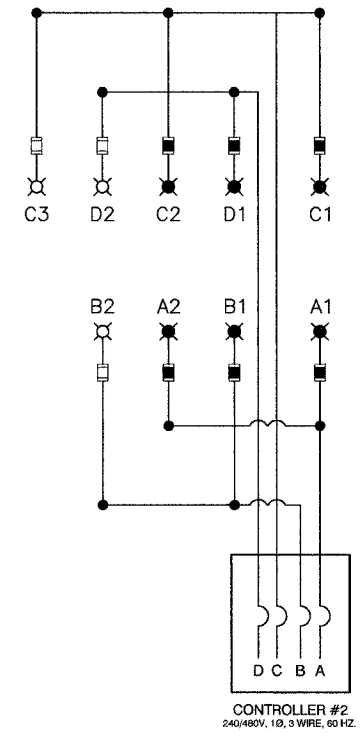 C3 D2 C2 D1 C1
B2 A2 B1 A1
D C B A
CONTROLLER #2
240/480V, 1Ø, 3 WIRE, 60 HZ.